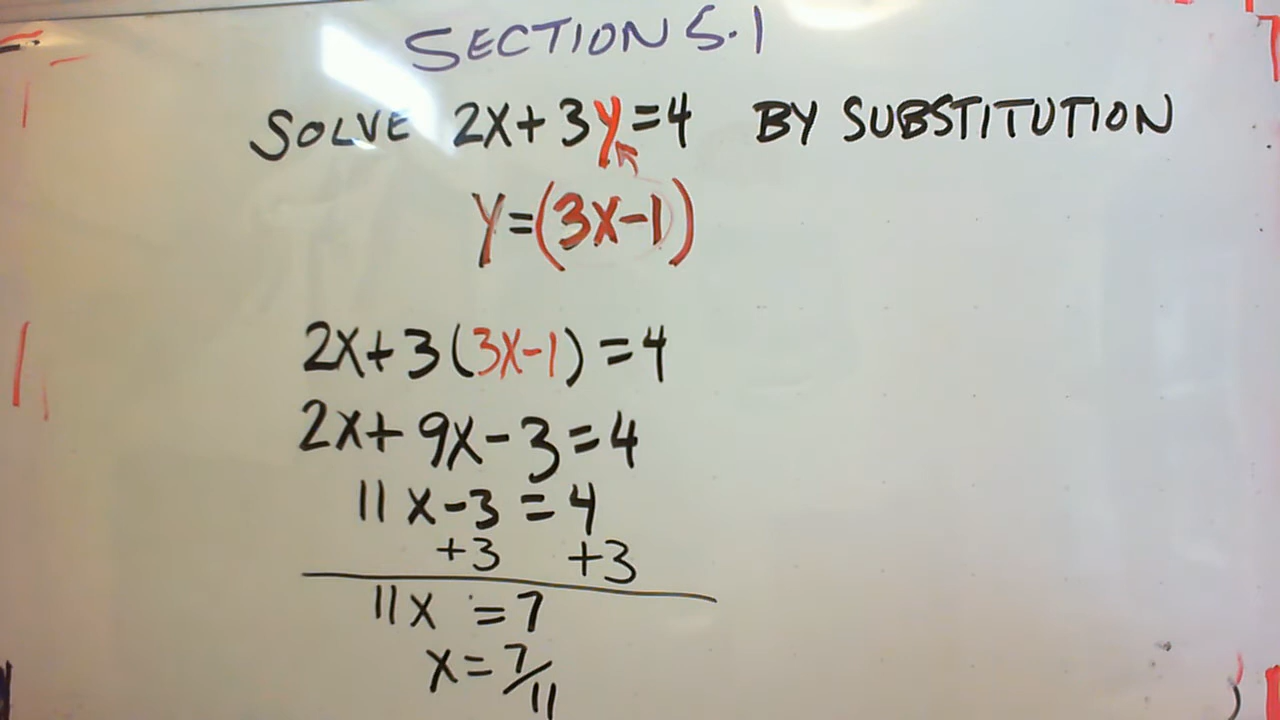 SECTION 5.1
SOLVE 2X+3y=4 BY SUBSTITUTION
y=(3X-1)
2X+3(3X-1)=4
2X+9X-3=4
11X-3=4
+3 +3
11X=7
X=7/11